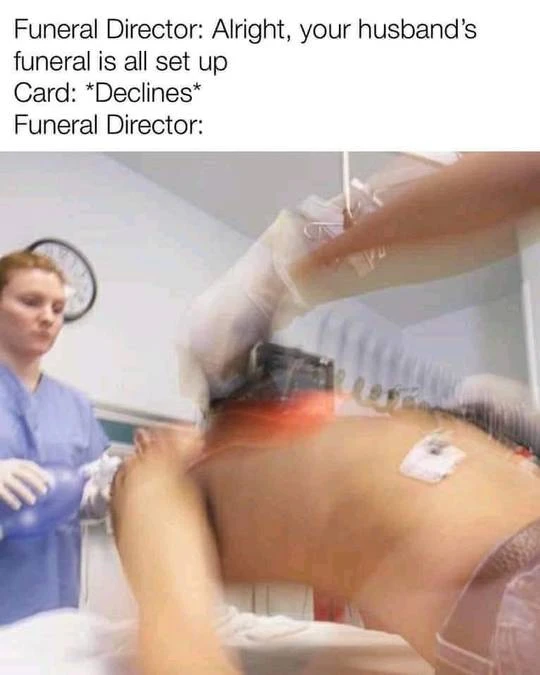 Funeral Director: Alright, your husband's
funeral is all set up
Card: *Declines*
Funeral Director: